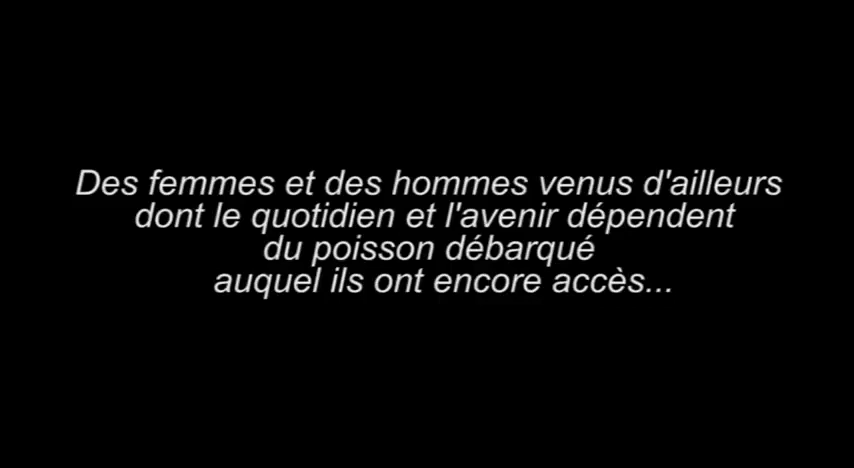 Des femmes et des hommes venus d'ailleurs
dont le quotidien et l'avenir dépendent
du poisson débarqué
auquel ils ont encore accès...